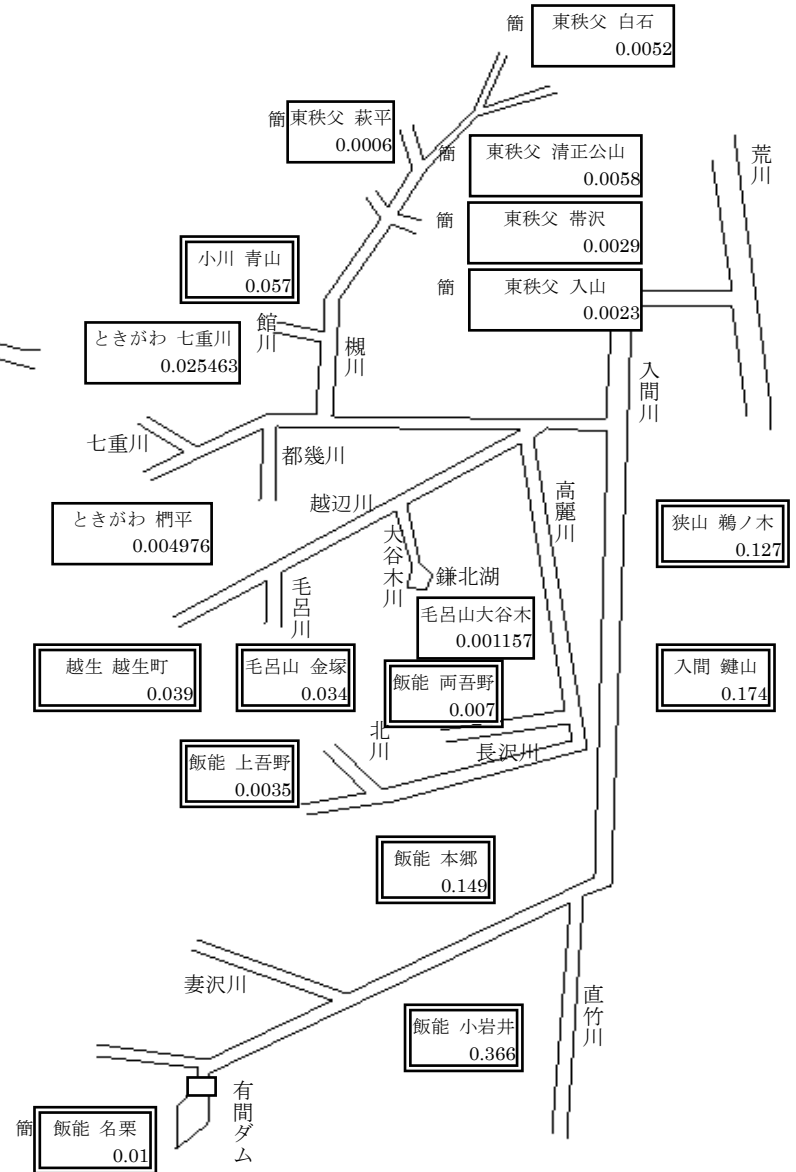 簡
東秩父 白石
0.0052
簡
東秩父 萩平
0.0006
簡
東秩父 清正公山
0.0058
荒川
簡
東秩父 帯沢
0.0029
小川 青山
0.057
簡
東秩父 入山
0.0023
館川
ときがわ 七重川
0.025463
槻川
入間川
七重川
都幾川
越辺川
高麗川
ときがわ 椚平
0.004976
大谷木川
狭山 鵜ノ木
0.127
鎌北湖
毛呂川
毛呂山大谷木
0.001157
越生 越生町
0.039
毛呂山 金塚
0.034
飯能 両吾野
0.007
入間 鍵山
0.174
北川
長沢川
飯能 上吾野
0.0035
飯能 本郷
0.149
妻沢川
直竹川
飯能 小岩井
0.366
有間ダム
簡
飯能 名栗
0.01